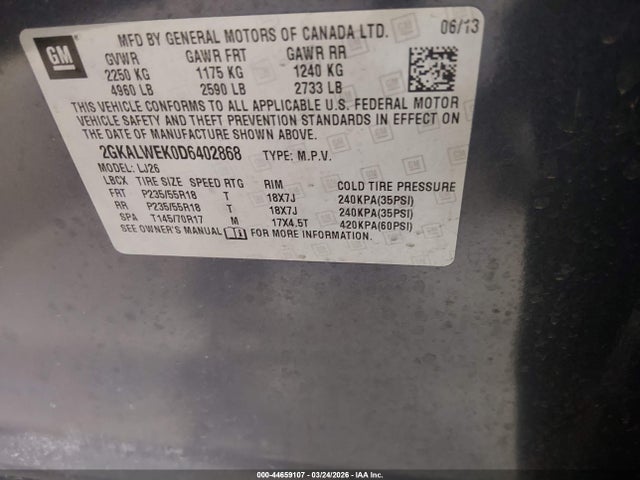 GM
MFD BY GENERAL MOTORS OF CANADA LTD. 06/13
GVWR GAWR FRT GAWR RR
2250 KG 1175 KG 1240 KG
4960 LB 2590 LB 2733 LB
THIS VEHICLE CONFORMS TO ALL APPLICABLE U.S. FEDERAL MOTOR
VEHICLE SAFETY AND THEFT PREVENTION STANDARDS IN EFFECT ON
THE DATE OF MANUFACTURE SHOWN ABOVE.
2GKALWEK0D6402868 TYPE: M.P.V.
MODEL: LJ26
LBCX TIRE SIZE SPEED RTG RIM COLD TIRE PRESSURE
FRT P235/55R18 T 18X7J 240KPA(35PSI)
RR P235/55R18 T 18X7J 240KPA(35PSI)
SPA T145/70R17 M 17X4.5T 420KPA(60PSI)
SEE OWNER'S MANUAL FOR MORE INFORMATION
000-44659107 - 03/24/2026 - IAA Inc.